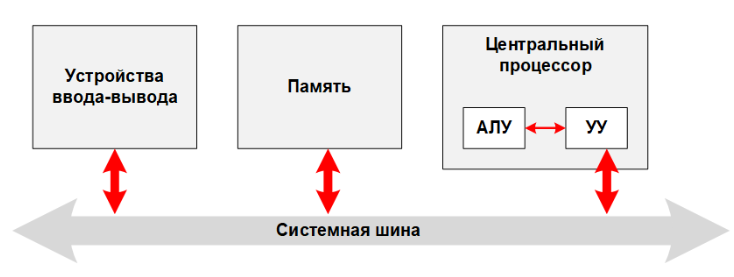 Устройства
ввода-вывода
Память
Центральный
процессор
АЛУ
УУ
Системная шина